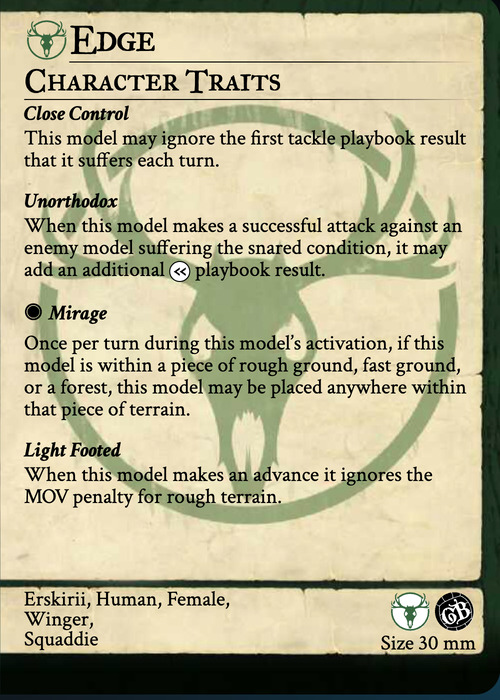 Edge
Character Traits
Close Control
This model may ignore the first tackle playbook result
that it suffers each turn.
Unorthodox
When this model makes a successful attack against an
enemy model suffering the snared condition, it may
add an additional << playbook result.
Mirage
Once per turn during this model's activation, if this
model is within a piece of rough ground, fast ground,
or a forest, this model may be placed anywhere within
that piece of terrain.
Light Footed
When this model makes an advance it ignores the
MOV penalty for rough terrain.
Erskirii, Human, Female,
Winger,
Squaddie
GB
Size 30 mm